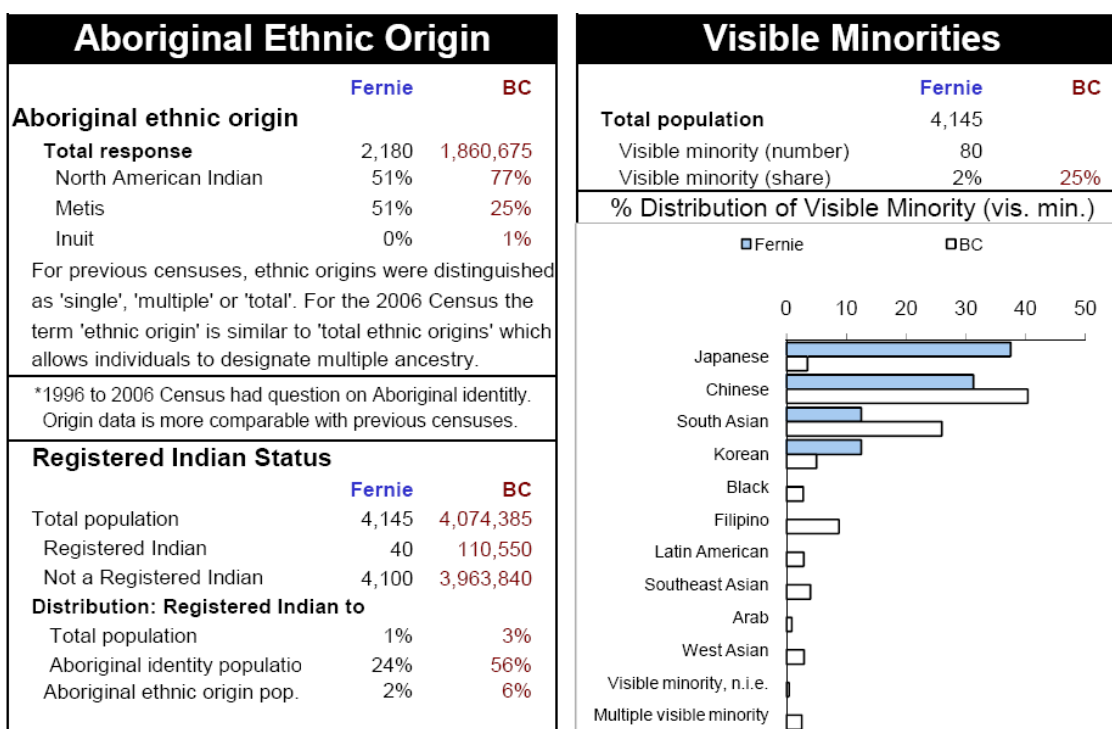 Aboriginal Ethnic Origin
Fernie BC
Aboriginal ethnic origin
Total response 2,180 1,860,675
North American Indian 51% 77%
Metis 51% 25%
Inuit 0% 1%
For previous censuses, ethnic origins were distinguished
as 'single', 'multiple' or 'total'. For the 2006 Census the
term 'ethnic origin' is similar to 'total ethnic origins' which
allows individuals to designate multiple ancestry.
*1996 to 2006 Census had question on Aboriginal identitly.
Origin data is more comparable with previous censuses.
Registered Indian Status
Fernie BC
Total population 4,145 4,074,385
Registered Indian 40 110,550
Not a Registered Indian 4,100 3,963,840
Distribution: Registered Indian to
Total population 1% 3%
Aboriginal identity populatio 24% 56%
Aboriginal ethnic origin pop. 2% 6%
Visible Minorities
Fernie BC
Total population 4,145
Visible minority (number) 80
Visible minority (share) 2% 25%
% Distribution of Visible Minority (vis. min.)
Fernie BC
0 10 20 30 40 50
Japanese
Chinese
South Asian
Korean
Black
Filipino
Latin American
Southeast Asian
Arab
West Asian
Visible minority, n.i.e.
Multiple visible minority